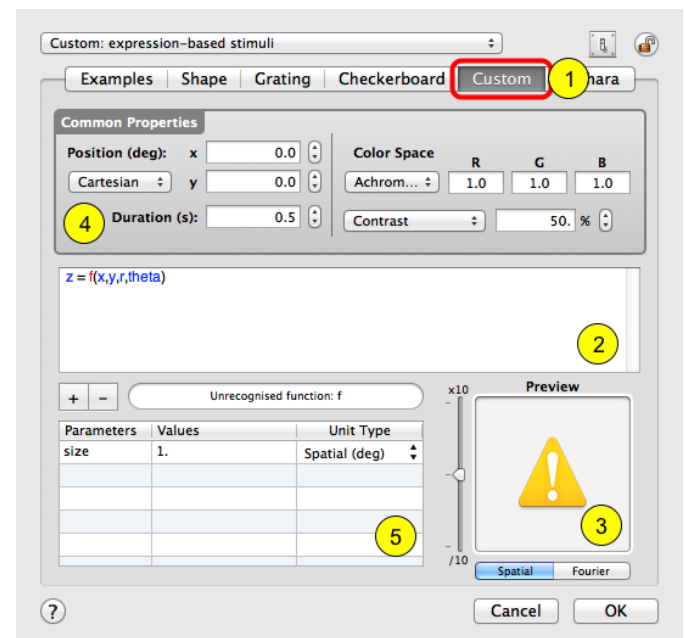 Custom: expression-based stimuli
Examples Shape Grating Checkerboard Custom 1 hara
Common Properties
Position (deg): x 0.0 Color Space R G B
Cartesian y 0.0 Achrom... 1.0 1.0 1.0
4 Duration (s): 0.5 Contrast 50. %
z = f(x,y,r,theta)
2
+ - Unrecognised function: f x10 Preview
Parameters Values Unit Type
size 1. Spatial (deg)
5 3
/10 Spatial Fourier
? Cancel OK